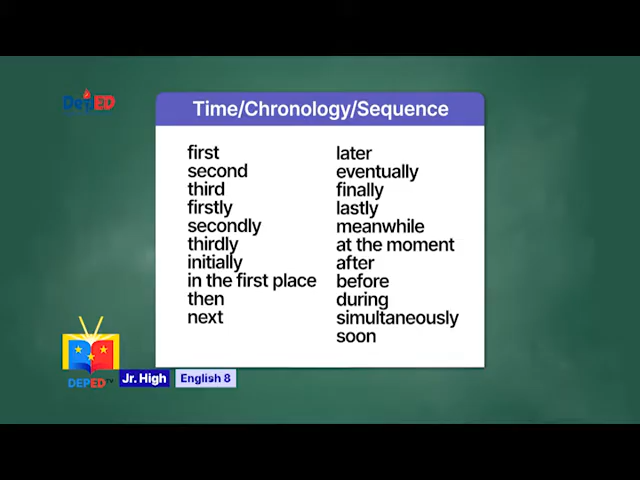 DepED
Time/Chronology/Sequence
first
second
third
firstly
secondly
thirdly
initially
in the first place
then
next
later
eventually
finally
lastly
meanwhile
at the moment
after
before
during
simultaneously
soon
DEPED
Jr. High
English 8